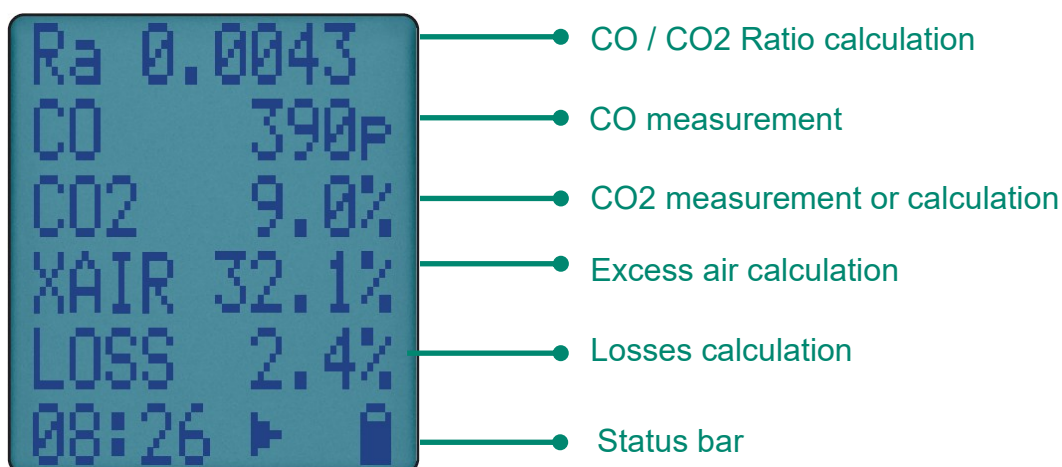 Ra 0.0043 CO / CO2 Ratio calculation
CO 390p CO measurement
CO2 9.0% CO2 measurement or calculation
XAIR 32.1% Excess air calculation
LOSS 2.4% Losses calculation
08:26 Status bar